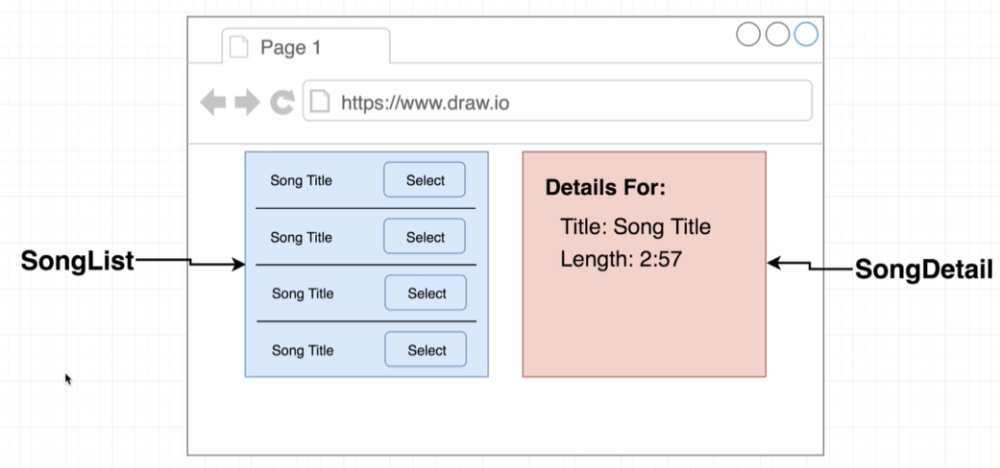 Page 1
https://www.draw.io
SongList
Song Title Select
Song Title Select
Song Title Select
Song Title Select
Details For:
Title: Song Title
Length: 2:57
SongDetail